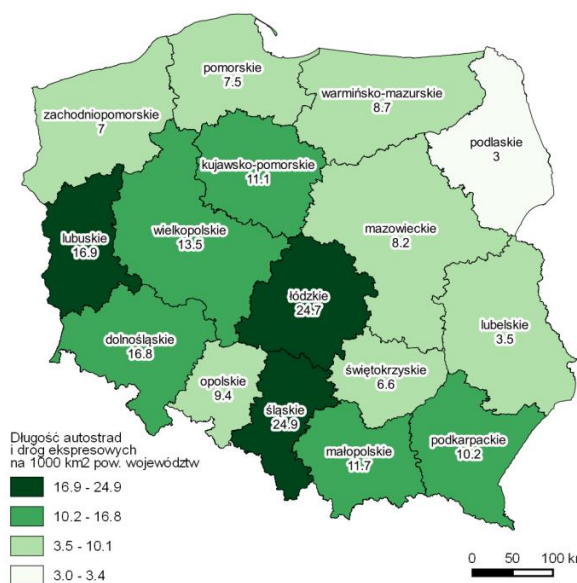 pomorskie
7.5
warmińsko-mazurskie
8.7
zachodniopomorskie
7
podlaskie
3
kujawsko-pomorskie
11.1
mazowieckie
8.2
wielkopolskie
13.5
lubuskie
16.9
łódzkie
24.7
lubelskie
3.5
dolnośląskie
16.8
opolskie
9.4
świętokrzyskie
6.6
śląskie
24.9
małopolskie
11.7
podkarpackie
10.2
Długość autostrad
i dróg ekspresowych
na 1000 km2 pow. województw
16.9 - 24.9
10.2 - 16.8
3.5 - 10.1
3.0 - 3.4
0 50 100 km